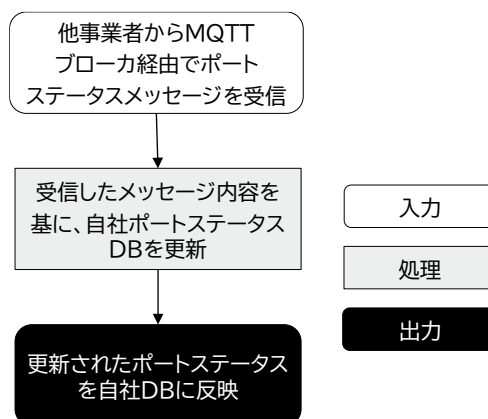 他事業者からMQTT
ブローカ経由でポート
ステータスメッセージを受信
受信したメッセージ内容を
基に、自社ポートステータス
DBを更新
更新されたポートステータス
を自社DBに反映
入力
処理
出力